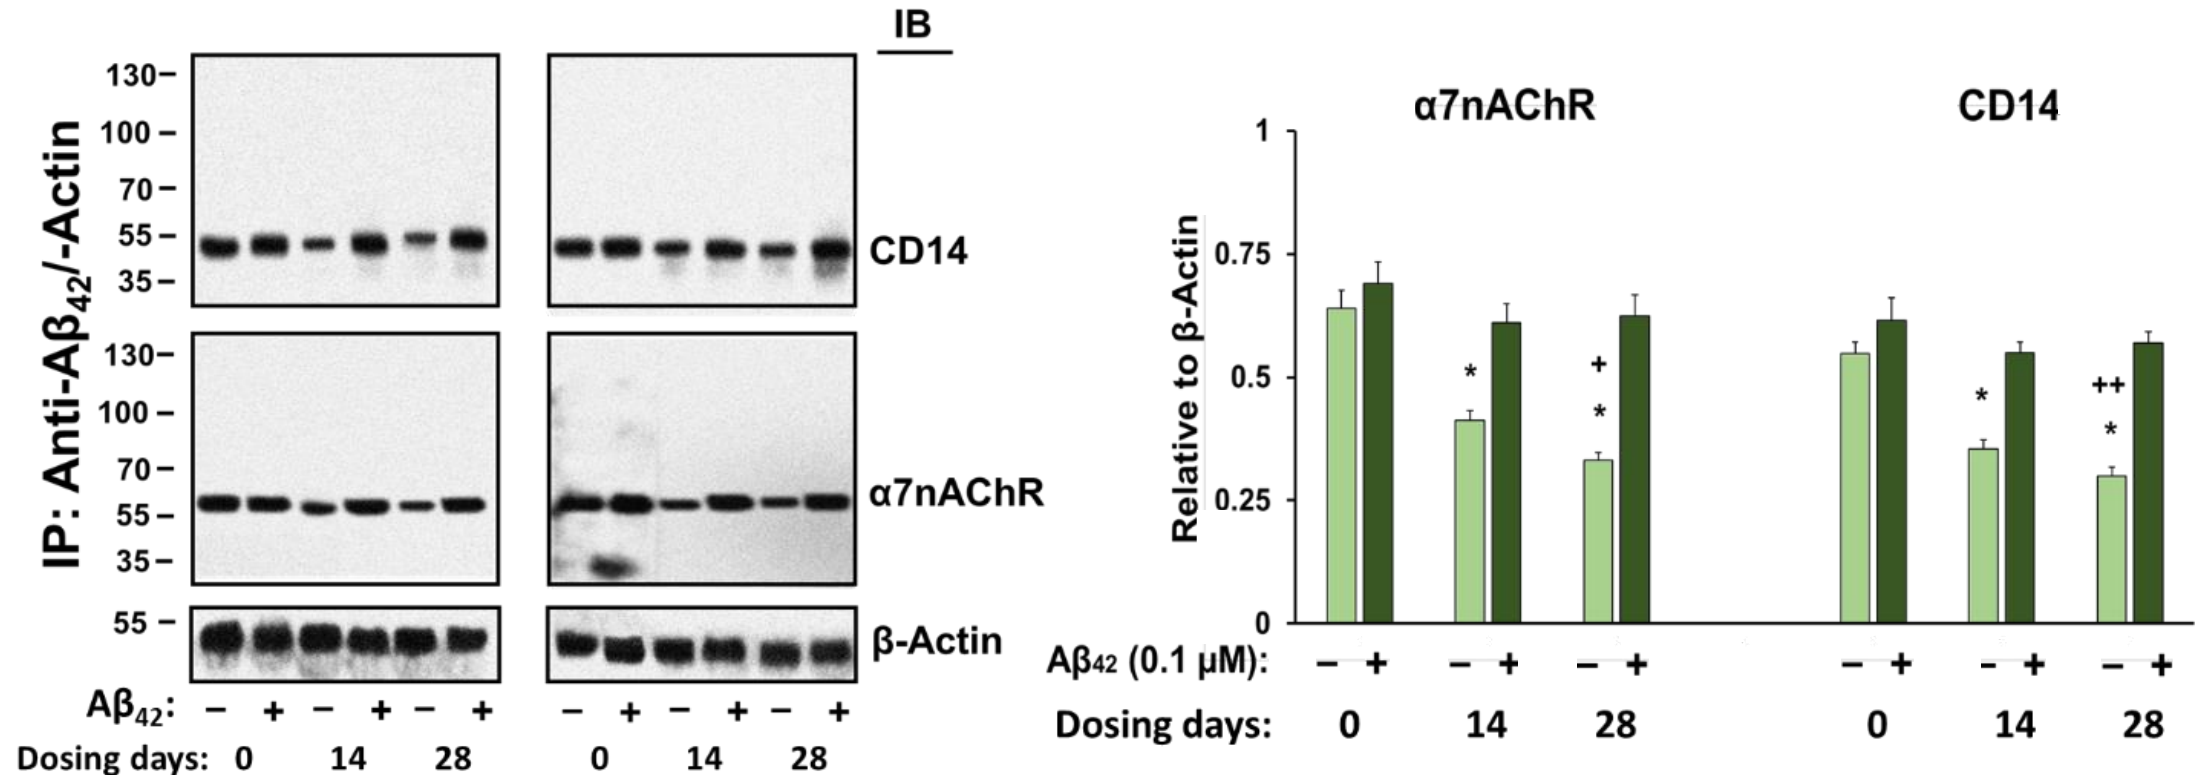 IB
IP: Anti-Aβ42/-Actin
130
100
70
55
35
CD14
130
100
70
55
35
α7nAChR
55
β-Actin
Aβ42: − + − + − + − + − + − +
Dosing days: 0 14 28 0 14 28
α7nAChR CD14
Relative to β-Actin
1
0.75
0.5
0.25
0
+
*
*
++
*
*
Aβ42 (0.1 µM): − + − + − + − + − + − +
Dosing days: 0 14 28 0 14 28